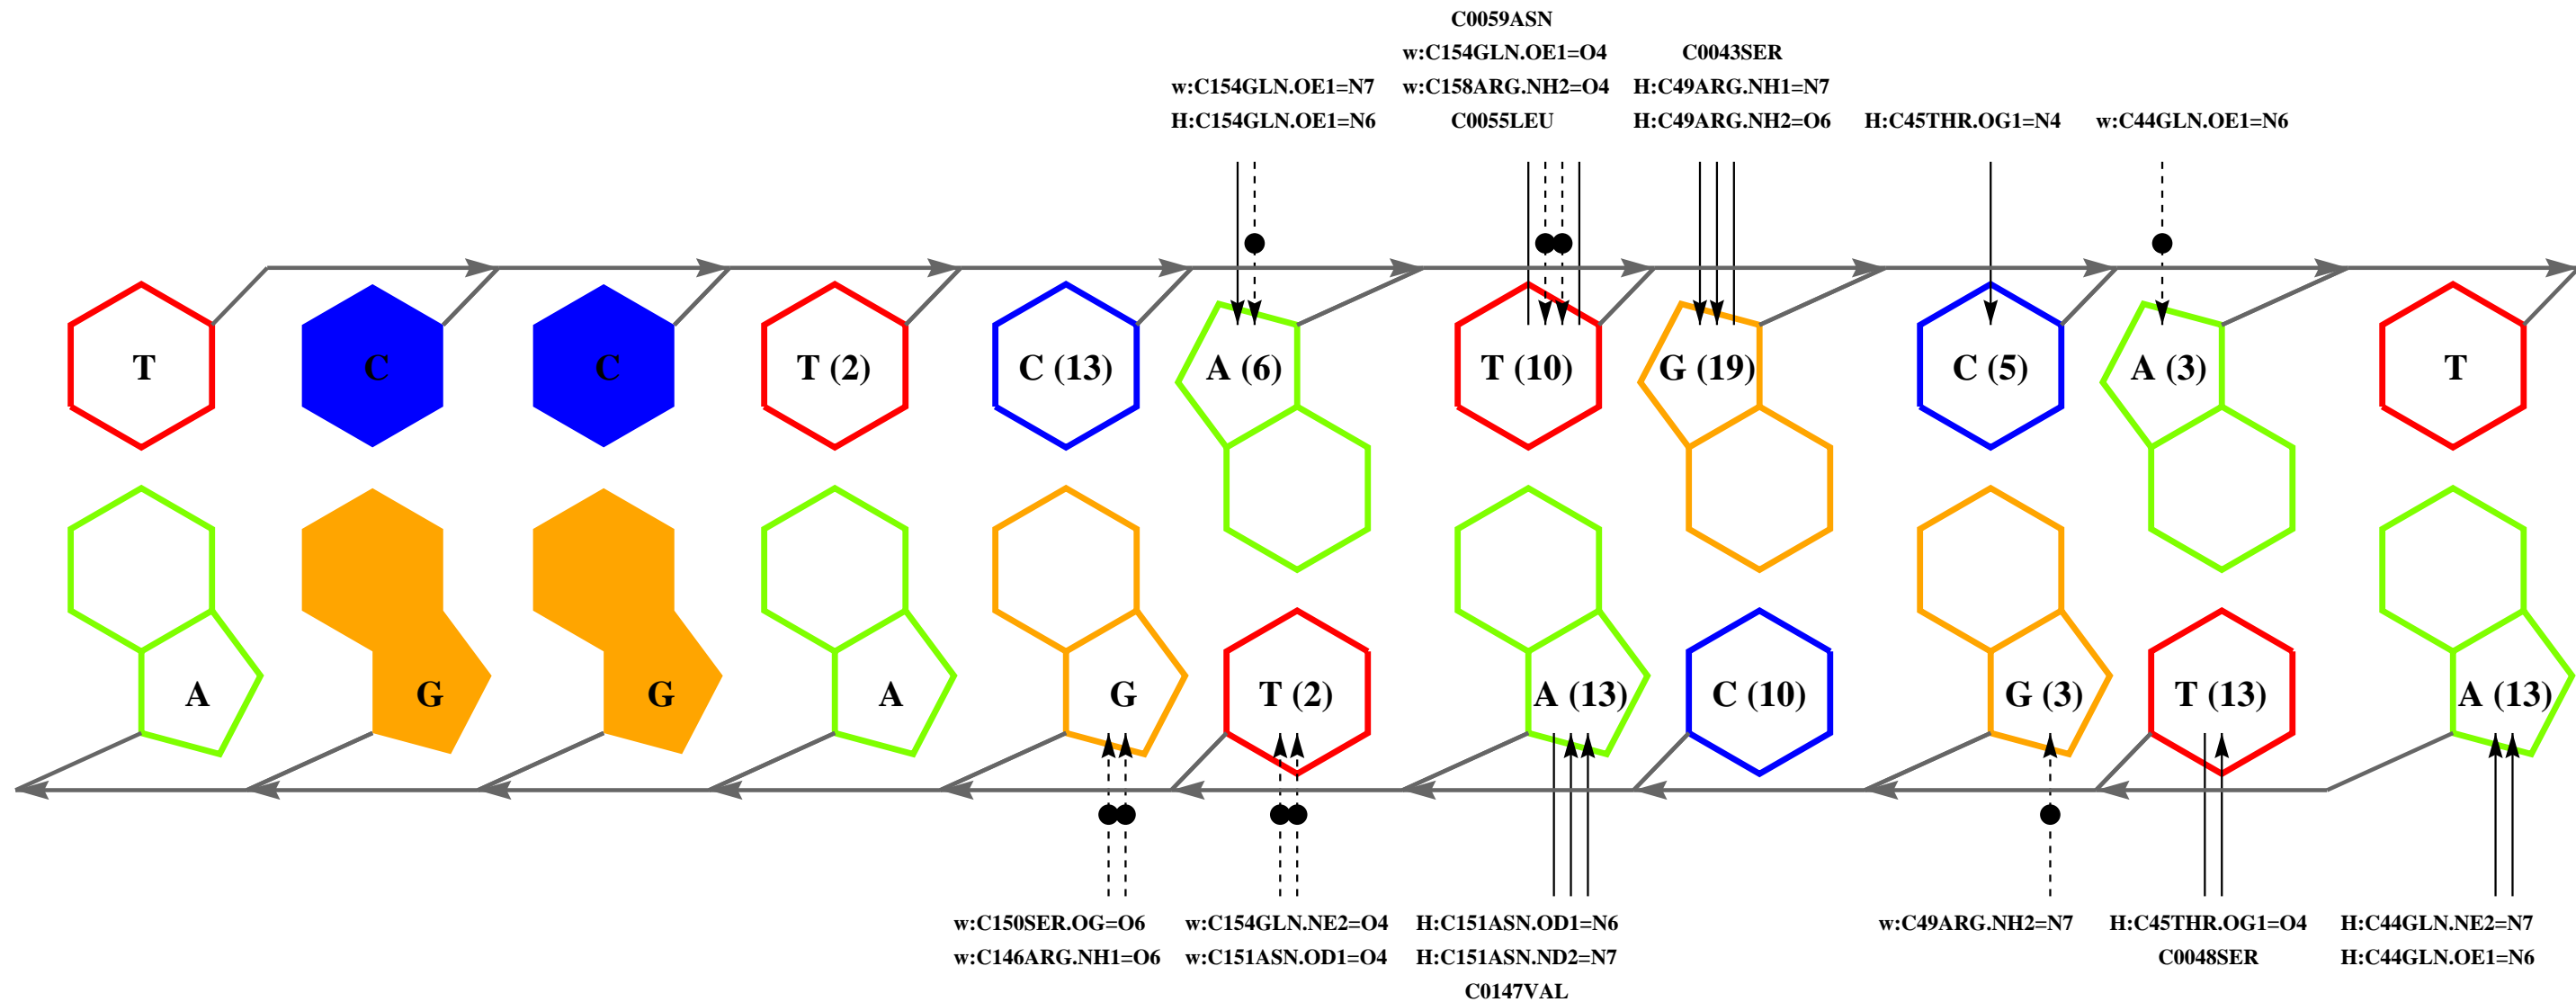 C0059ASN
w:C154GLN.OE1=O4
C0043SER
w:C154GLN.OE1=N7
w:C158ARG.NH2=O4
H:C49ARG.NH1=N7
H:C154GLN.OE1=N6
C0055LEU
H:C49ARG.NH2=O6
H:C45THR.OG1=N4
w:C44GLN.OE1=N6
T
C
C
T (2)
C (13)
A (6)
T (10)
G (19)
C (5)
A (3)
T
A
G
G
A
G
T (2)
A (13)
C (10)
G (3)
T (13)
A (13)
w:C150SER.OG=O6
w:C154GLN.NE2=O4
H:C151ASN.OD1=N6
w:C49ARG.NH2=N7
H:C45THR.OG1=O4
H:C44GLN.NE2=N7
w:C146ARG.NH1=O6
w:C151ASN.OD1=O4
H:C151ASN.ND2=N7
C0048SER
H:C44GLN.OE1=N6
C0147VAL